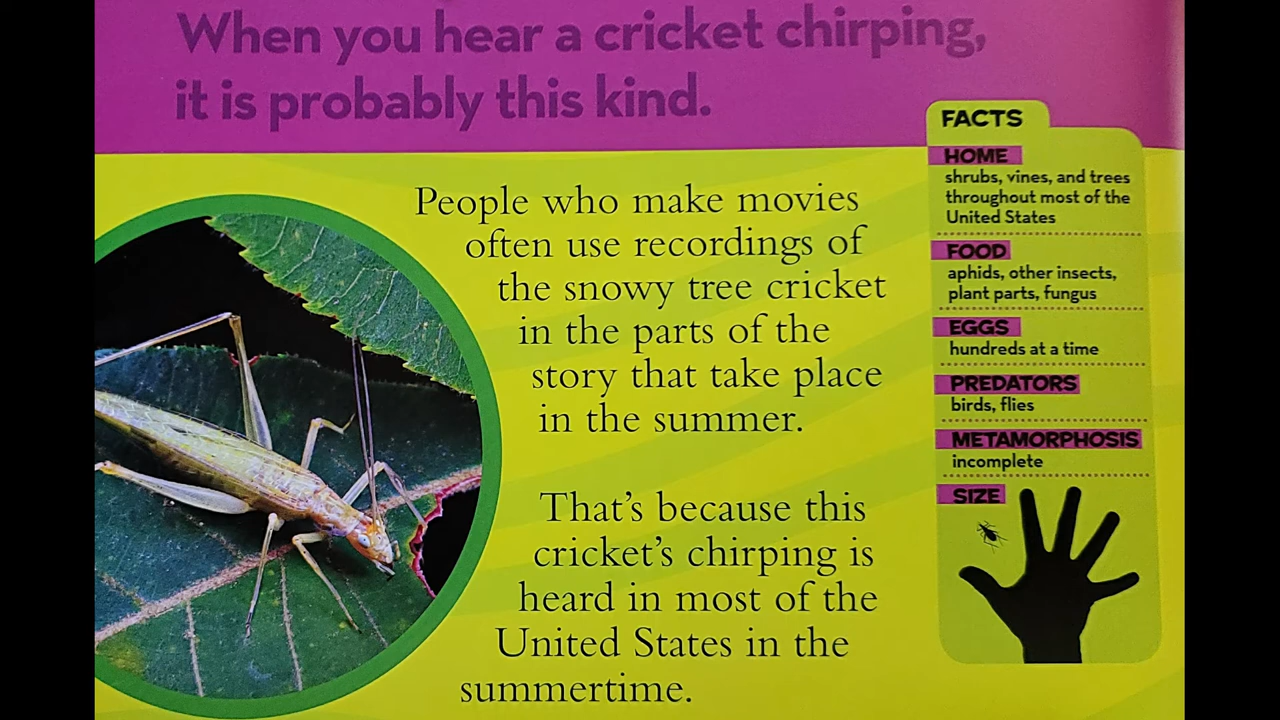 When you hear a cricket chirping,
it is probably this kind.
People who make movies
often use recordings of
the snowy tree cricket
in the parts of the
story that take place
in the summer.
That's because this
cricket's chirping is
heard in most of the
United States in the
summertime.
FACTS
HOME
shrubs, vines, and trees
throughout most of the
United States
FOOD
aphids, other insects,
plant parts, fungus
EGGS
hundreds at a time
PREDATORS
birds, flies
METAMORPHOSIS
incomplete
SIZE